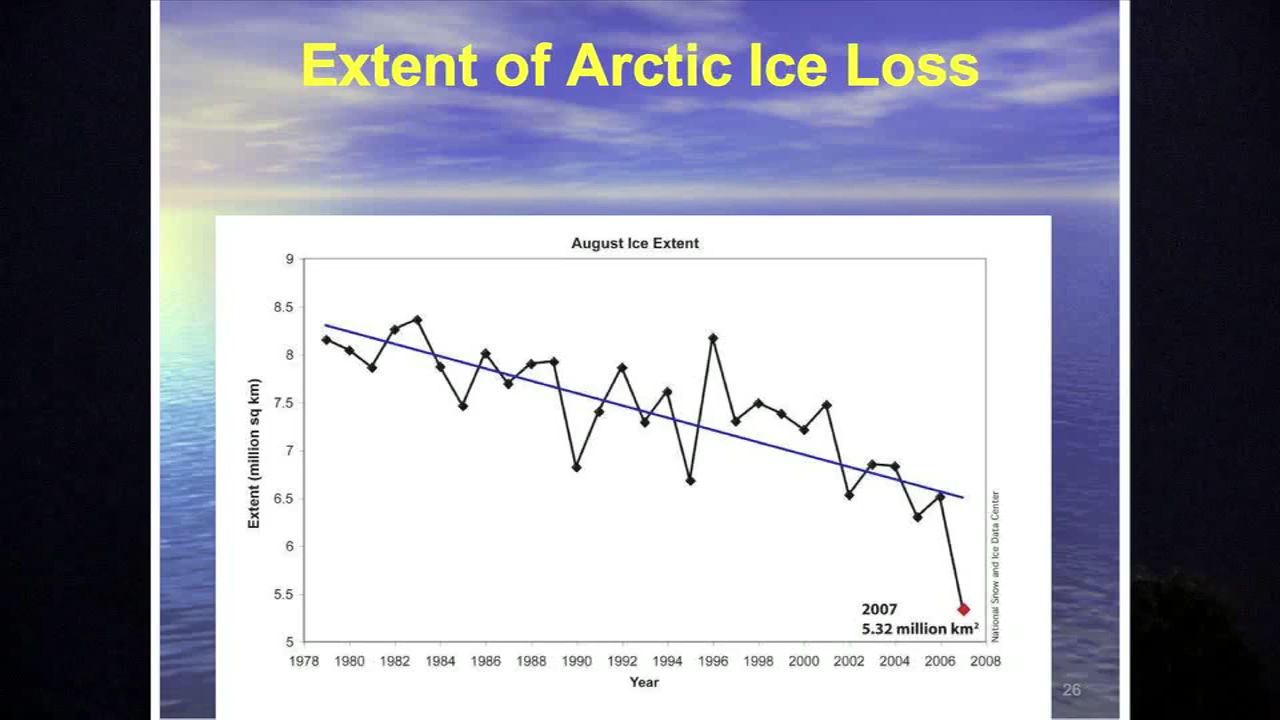 Extent of Arctic Ice Loss
August Ice Extent
9
8.5
8
7.5
7
6.5
6
5.5
5
Extent (million sq km)
2007
5.32 million km²
National Snow and Ice Data Center
1978 1980 1982 1984 1986 1988 1990 1992 1994 1996 1998 2000 2002 2004 2006 2008
Year
26